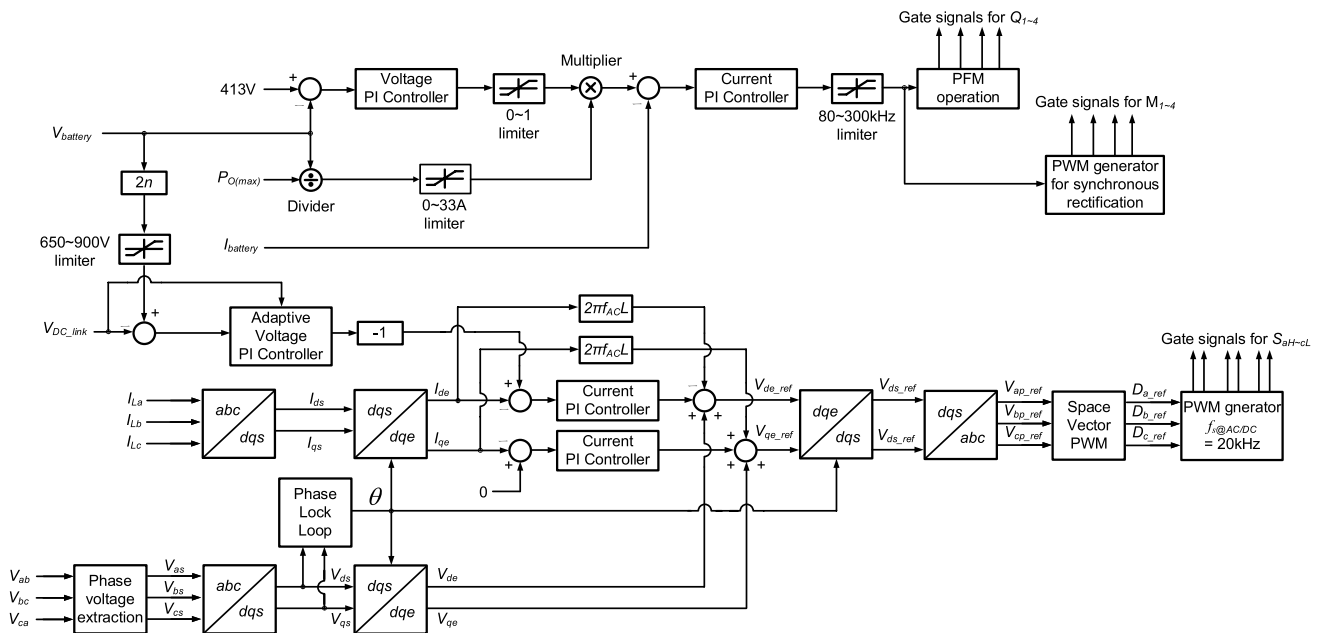 Gate signals for Q1~4
Multiplier
413V
+
−
Voltage
PI Controller
0~1
limiter
+
−
Current
PI Controller
80~300kHz
limiter
PFM
operation
Gate signals for M1~4
PWM generator
for synchronous
rectification
Vbattery
2n
PO(max)
÷
Divider
0~33A
limiter
650~900V
limiter
Ibattery
VDC_link
−
+
Adaptive
Voltage
PI Controller
-1
2πfACL
2πfACL
ILa
ILb
ILc
abc
dqs
Ids
Iqs
dqs
dqe
Ide
Iqe
+
−
Current
PI Controller
−
+
+
−
+
0
Current
PI Controller
+
+
+
Vde_ref
Vqe_ref
dqe
dqs
Vds_ref
Vds_ref
dqs
abc
Vap_ref
Vbp_ref
Vcp_ref
Space
Vector
PWM
Da_ref
Db_ref
Dc_ref
Gate signals for SaH~cL
PWM gnerator
fs@AC/DC
= 20kHz
Phase
Lock
Loop
θ
Vab
Vbc
Vca
Phase
voltage
extraction
Vas
Vbs
Vcs
abc
dqs
Vds
Vqs
dqs
dqe
Vde
Vqe